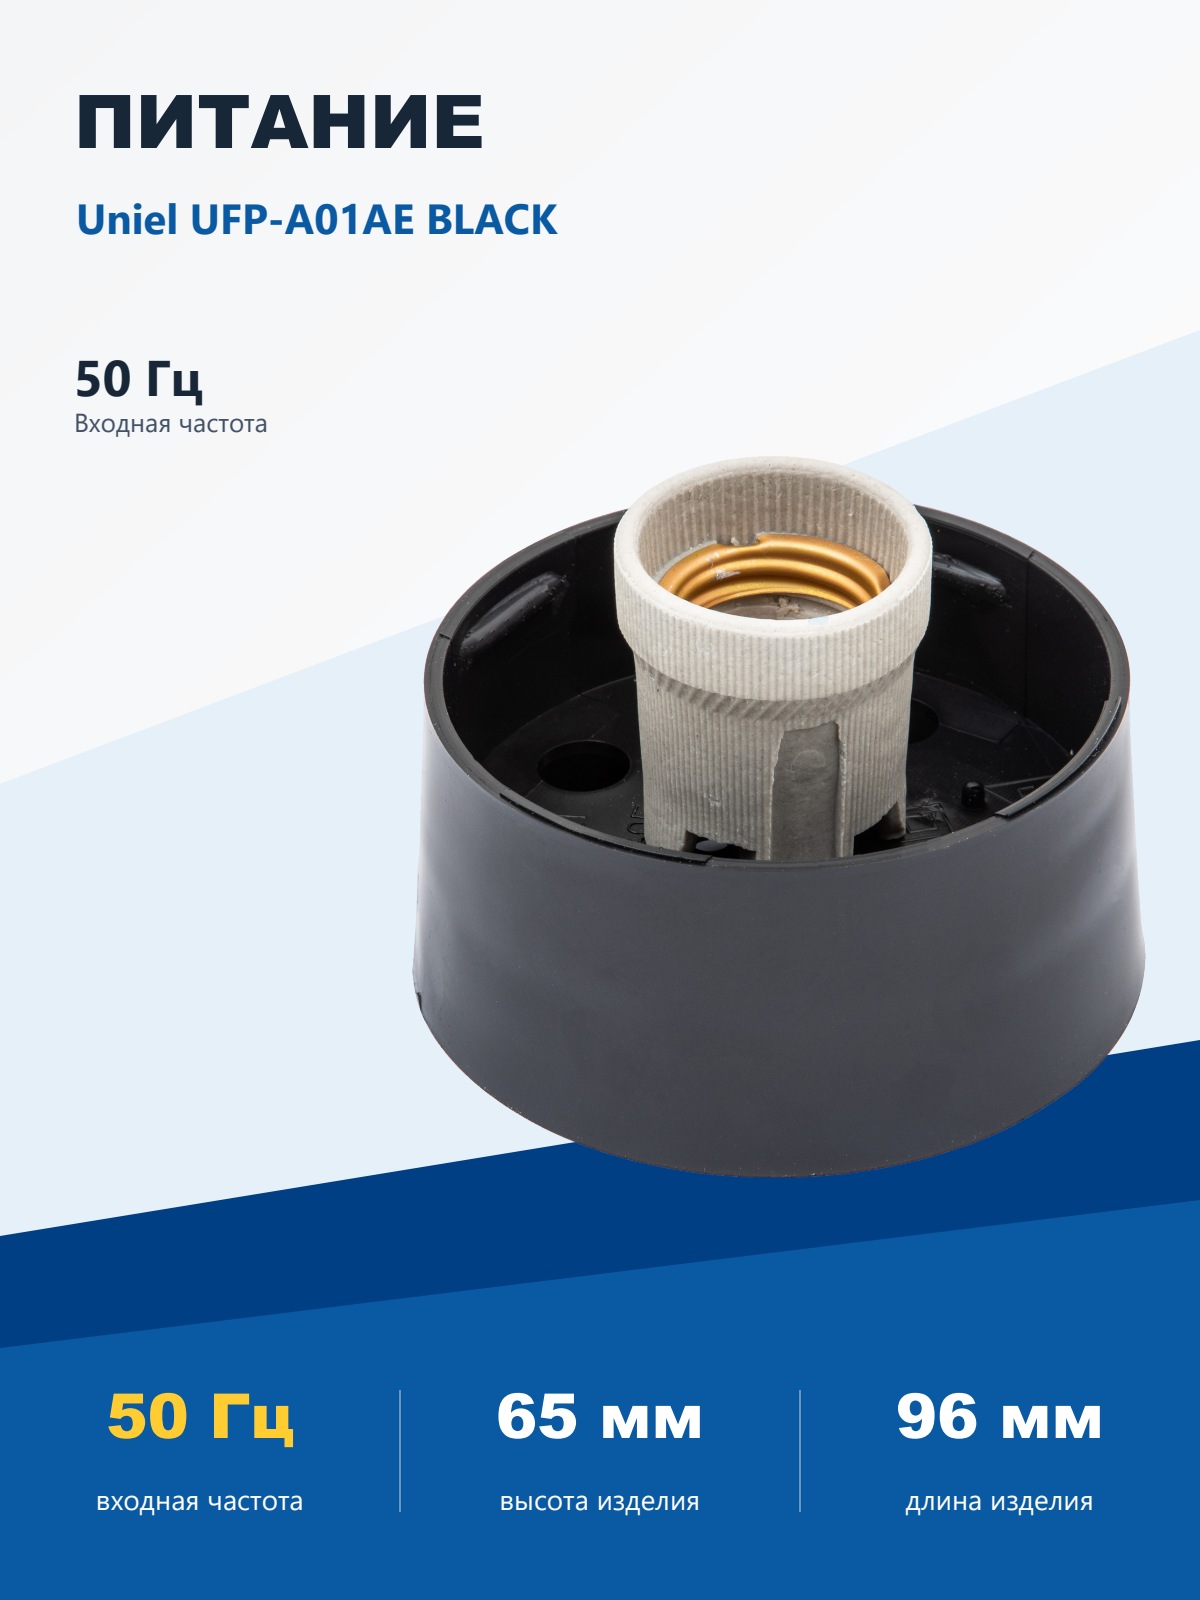 ПИТАНИЕ
Uniel UFP-A01AE BLACK
50 Гц
Входная частота
50 Гц
входная частота
65 мм
высота изделия
96 мм
длина изделия